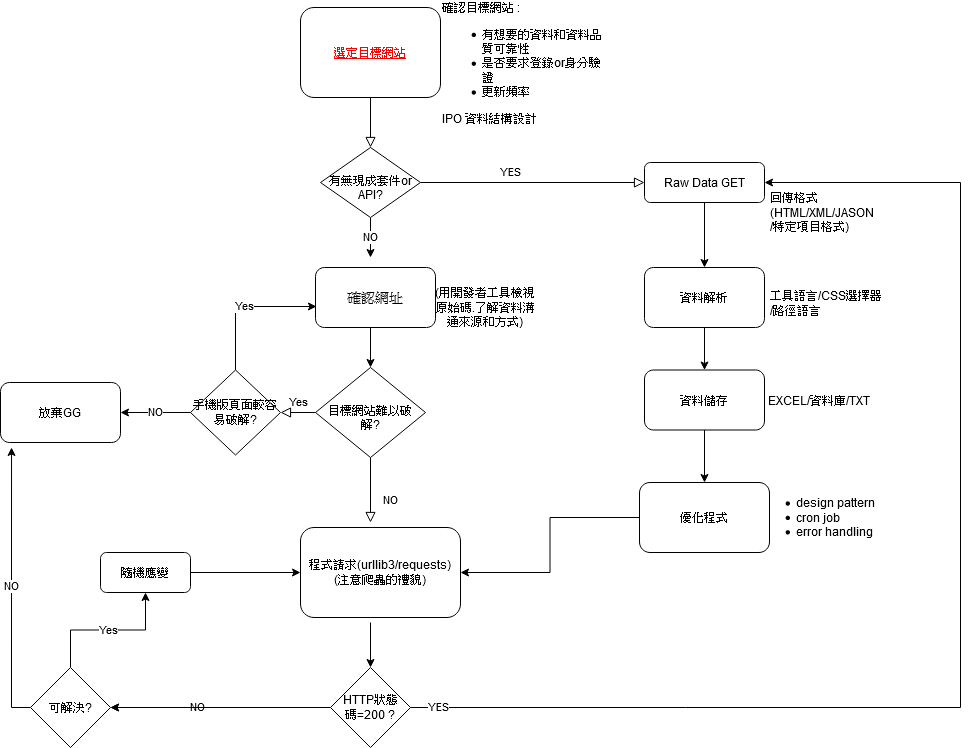 確認目標網站 :
選定目標網站
有想要的資料和資料品
質可靠性
是否要求登錄or身分驗
證
更新頻率
IPO 資料結構設計
有無現成套件or
API?
YES
Raw Data GET
回傳格式
(HTML/XML/JASON
/特定項目格式)
NO
確認網址
(用開發者工具檢視
原始碼.了解資料溝
通來源和方式)
資料解析
工具語言/CSS選擇器
/路徑語言
Yes
放棄GG
NO
手機版頁面較容
易破解?
Yes
目標網站難以破
解?
資料儲存
EXCEL/資料庫/TXT
NO
優化程式
design pattern
cron job
error handling
程式請求(urllib3/requests)
(注意爬蟲的禮貌)
隨機應變
NO
Yes
可解決?
NO
HTTP狀態
碼=200 ?
YES